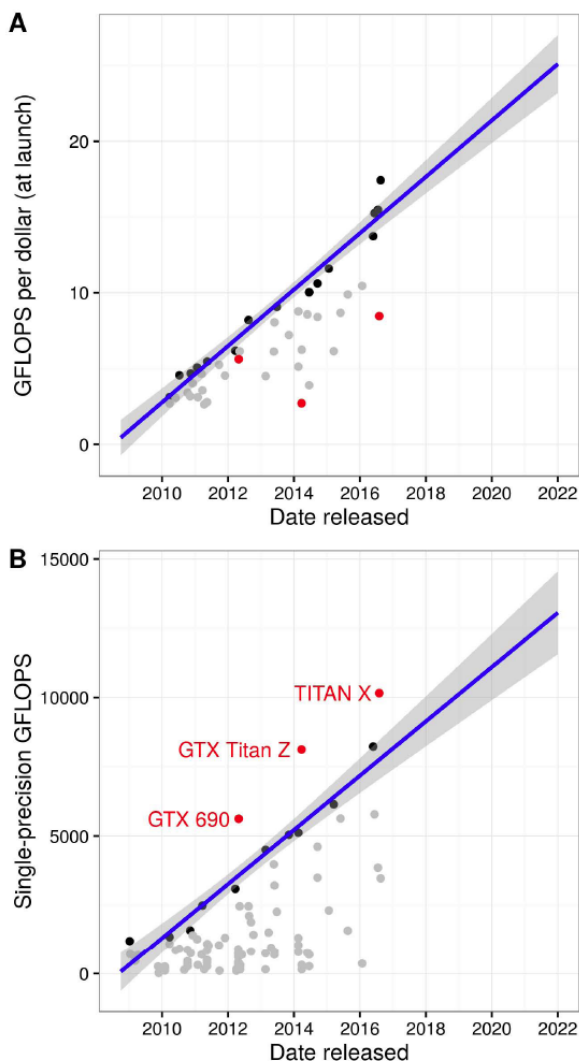 A
GFLOPS per dollar (at launch)
20
10
0
2010 2012 2014 2016 2018 2020 2022
Date released
B
Single-precision GFLOPS
15000
10000
5000
0
TITAN X
GTX Titan Z
GTX 690
2010 2012 2014 2016 2018 2020 2022
Date released